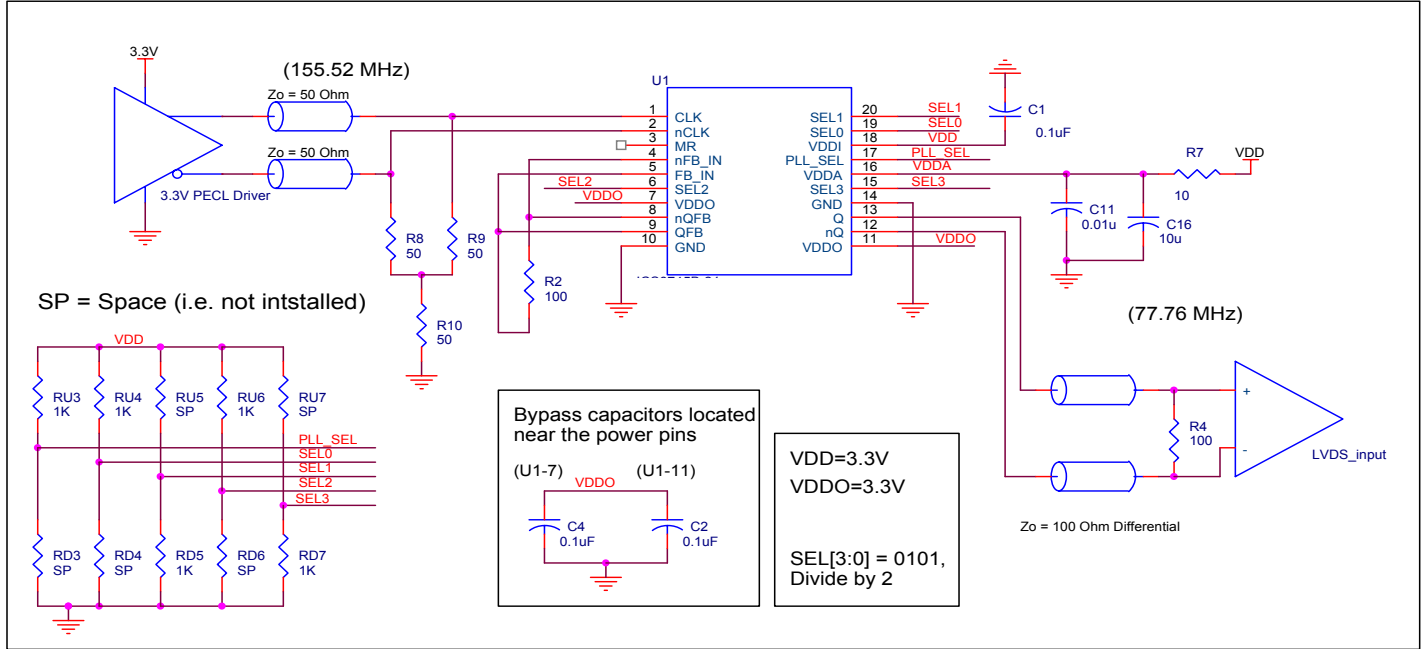 3.3V
(155.52 MHz)
Zo = 50 Ohm
Zo = 50 Ohm
3.3V PECL Driver
R8
50
R9
50
R10
50
R2
100
U1
1 CLK
2 nCLK
3 MR
4 nFB_IN
5 FB_IN
6 SEL2
7 VDDO
8 nQFB
9 QFB
10 GND
SEL2
VDDO
SEL1 20 SEL1
SEL0 19 SEL0
VDDI 18 VDD
PLL_SEL 17 PLL_SEL
VDDA 16 VDDA
SEL3 15 SEL3
GND 14
Q 13
nQ 12
VDDO 11 VDDO
C1
0.1uF
R7
10
VDD
C11
0.01u
C16
10u
(77.76 MHz)
R4
100
+
-
LVDS_input
Zo = 100 Ohm Differential
SP = Space (i.e. not intstalled)
VDD
RU3
1K
RU4
1K
RU5
SP
RU6
1K
RU7
SP
PLL_SEL
SEL0
SEL1
SEL2
SEL3
RD3
SP
RD4
SP
RD5
1K
RD6
SP
RD7
1K
Bypass capacitors located
near the power pins
(U1-7) (U1-11)
VDDO
C4
0.1uF
C2
0.1uF
VDD=3.3V
VDDO=3.3V
SEL[3:0] = 0101,
Divide by 2